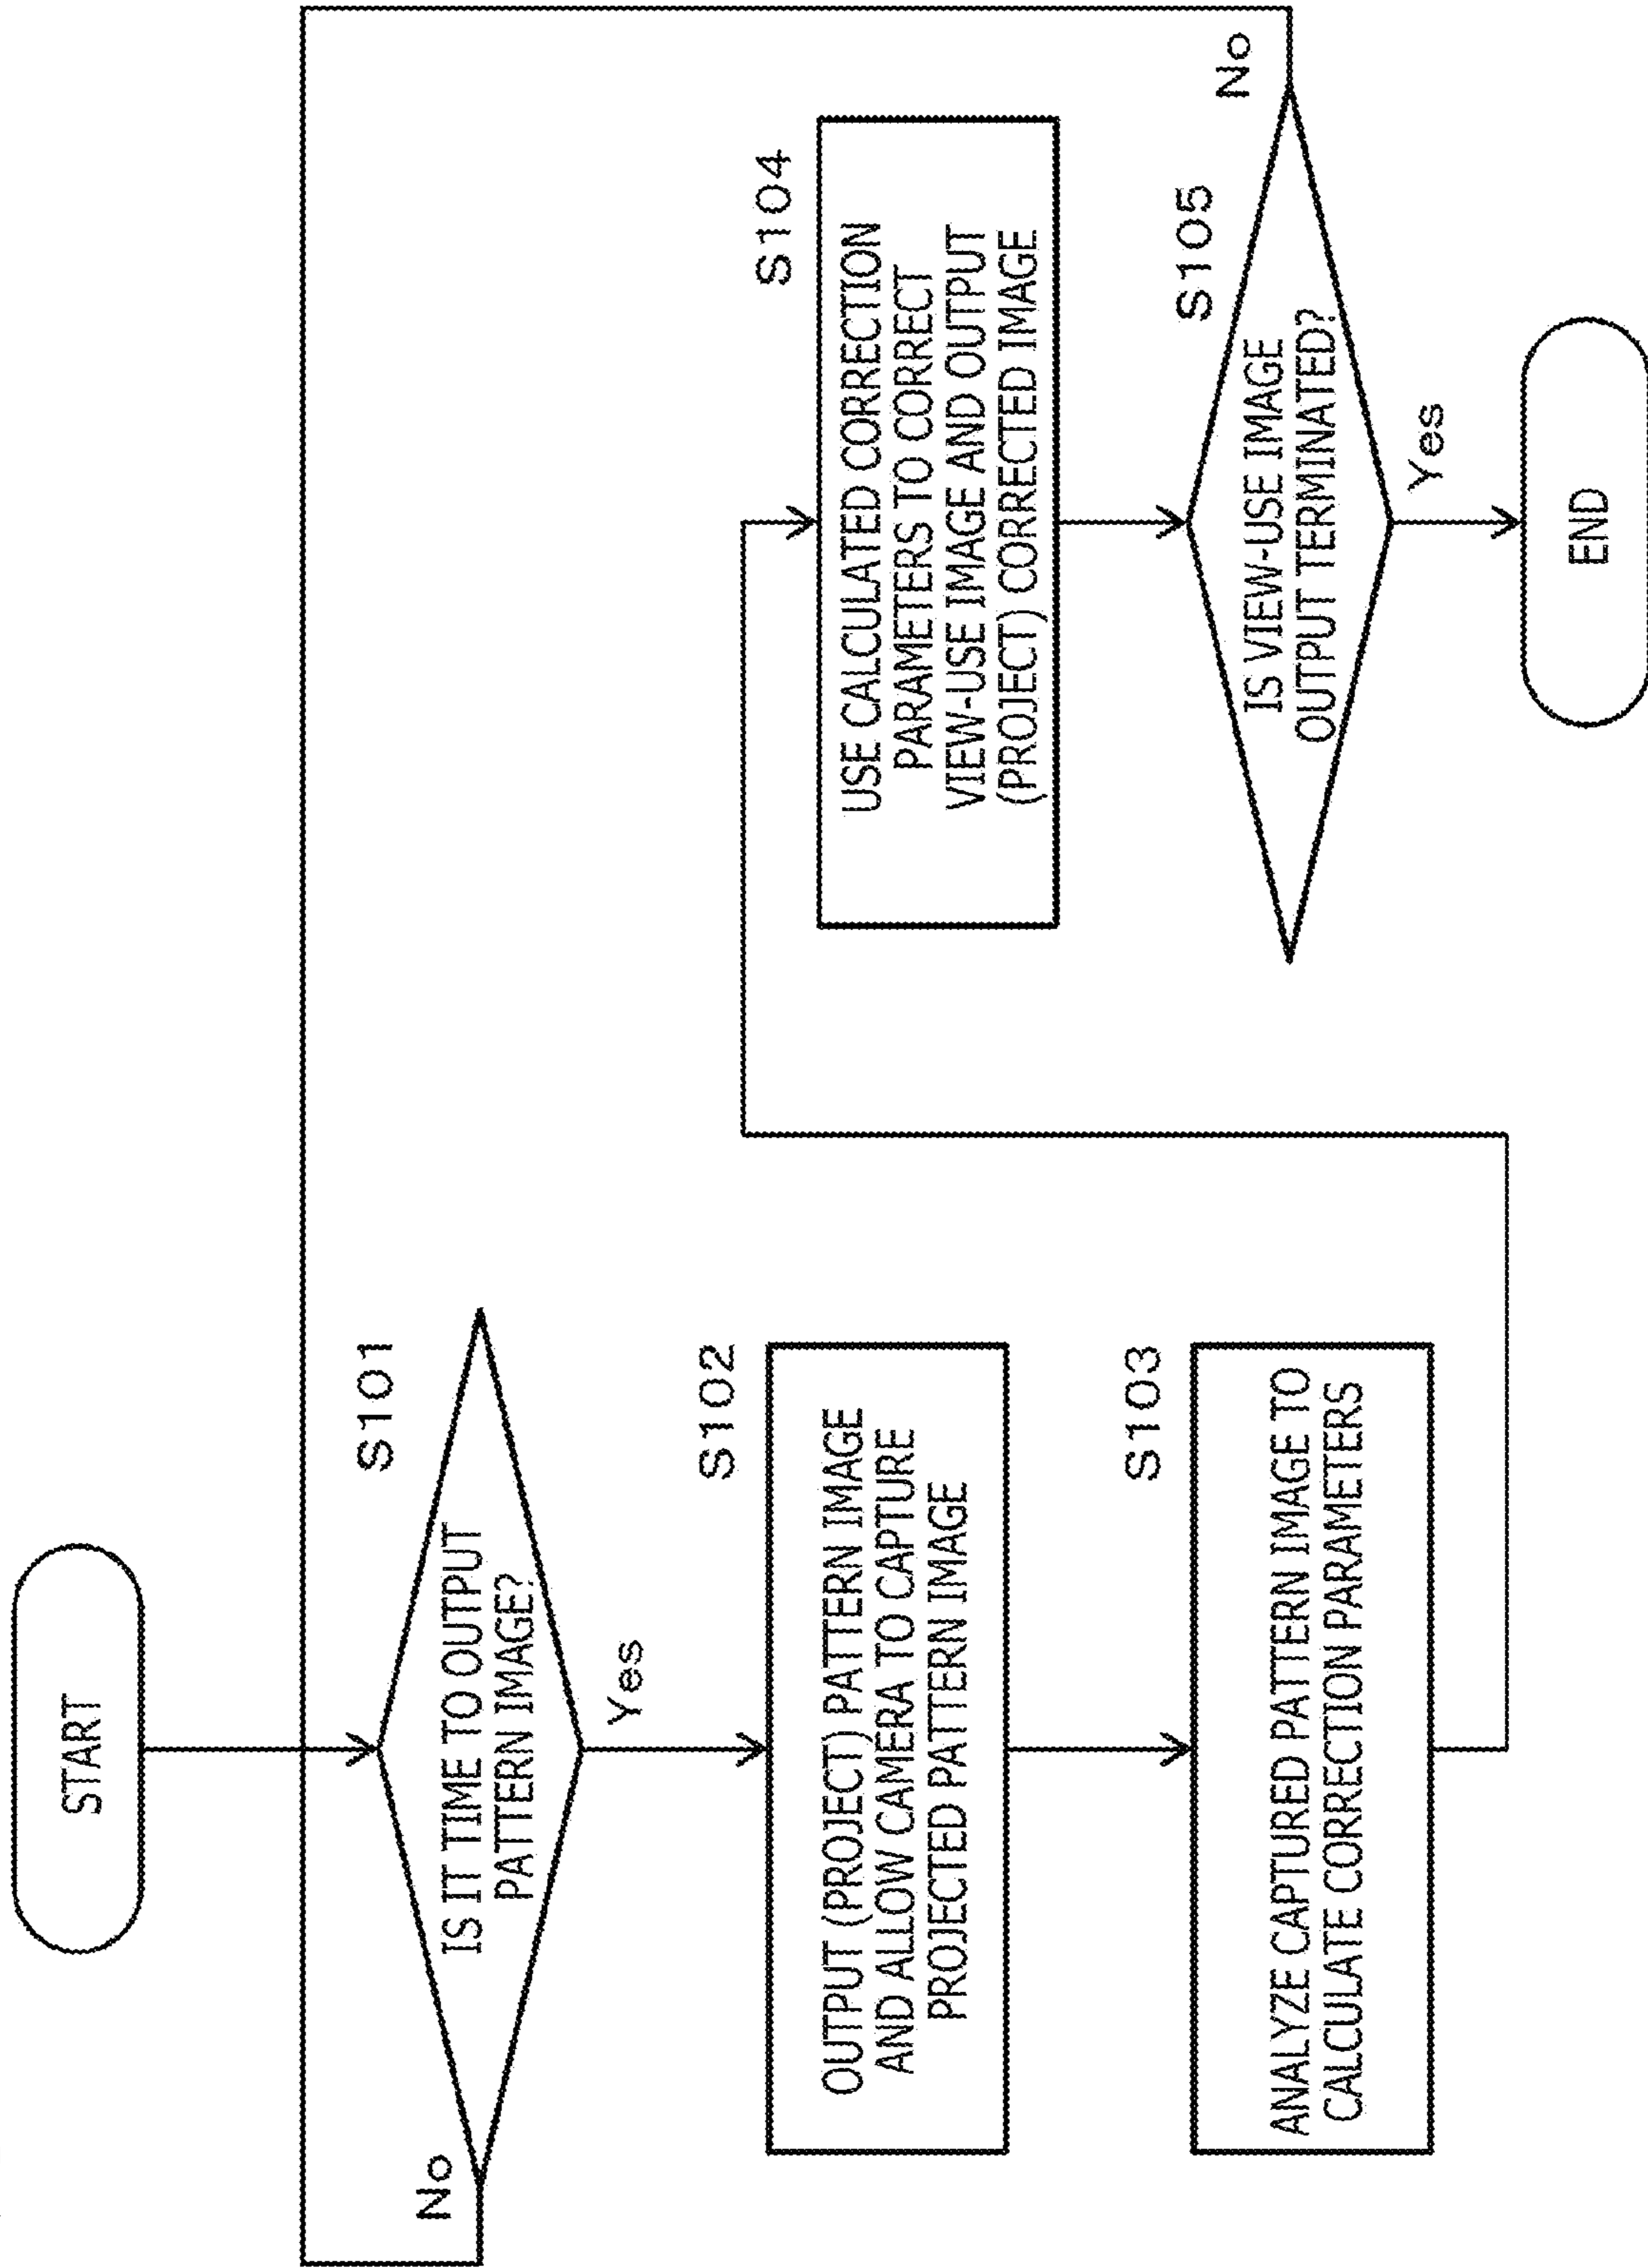 START
S101
IS IT TIME TO OUTPUT
PATTERN IMAGE?
No
Yes
S102
OUTPUT (PROJECT) PATTERN IMAGE
AND ALLOW CAMERA TO CAPTURE
PROJECTED PATTERN IMAGE
S103
ANALYZE CAPTURED PATTERN IMAGE TO
CALCULATE CORRECTION PARAMETERS
S104
USE CALCULATED CORRECTION
PARAMETERS TO CORRECT
VIEW-USE IMAGE AND OUTPUT
(PROJECT) CORRECTED IMAGE
S105
IS VIEW-USE IMAGE
OUTPUT TERMINATED?
No
Yes
END